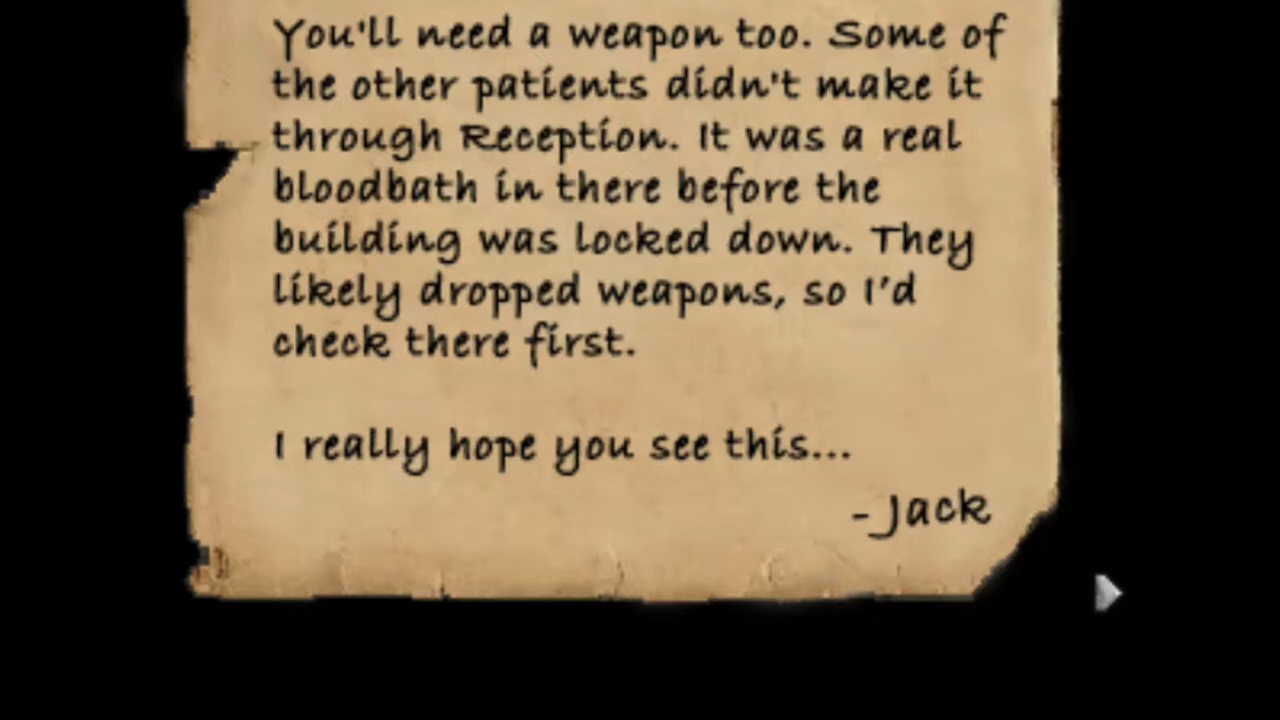 You'll need a weapon too. Some of
the other patients didn't make it
through Reception. It was a real
bloodbath in there before the
building was locked down. They
likely dropped weapons, so I'd
check there first.
I really hope you see this...
- Jack